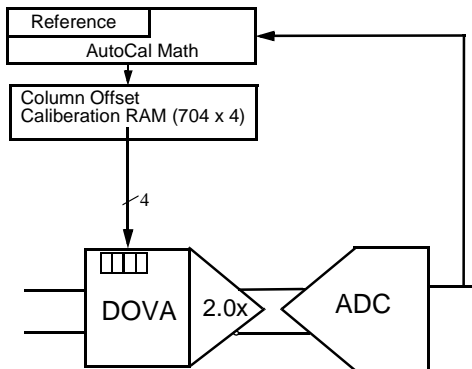 Reference
AutoCal Math
Column Offset
Caliberation RAM (704 x 4)
4
DOVA
2.0x
ADC